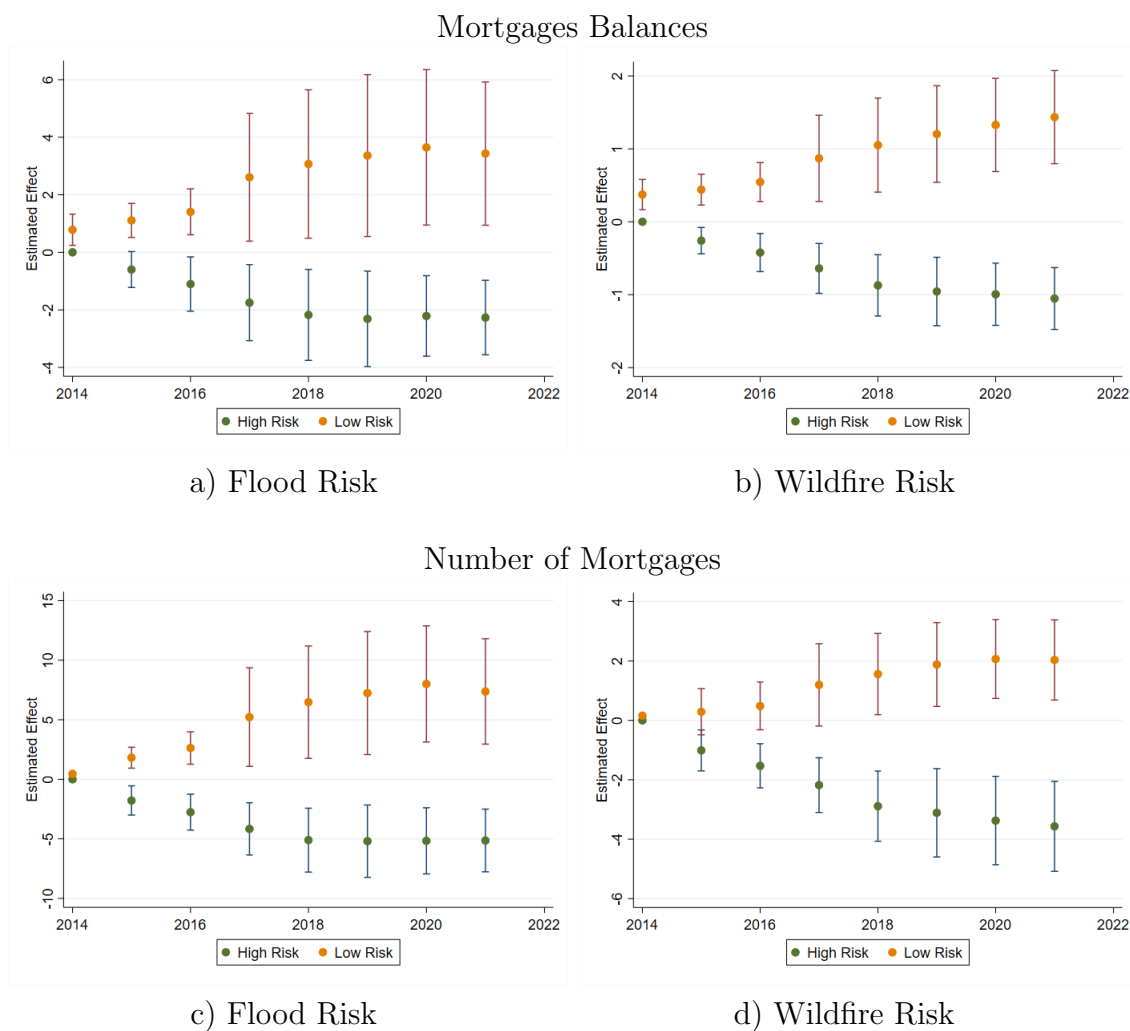 Mortgages Balances
Estimated Effect
6
4
2
0
-2
-4
2014 2016 2018 2020 2022
High Risk Low Risk
a) Flood Risk
Estimated Effect
2
1
0
-1
-2
2014 2016 2018 2020 2022
High Risk Low Risk
b) Wildfire Risk
Number of Mortgages
Estimated Effect
15
10
5
0
-5
-10
2014 2016 2018 2020 2022
High Risk Low Risk
c) Flood Risk
Estimated Effect
4
2
0
-2
-4
-6
2014 2016 2018 2020 2022
High Risk Low Risk
d) Wildfire Risk